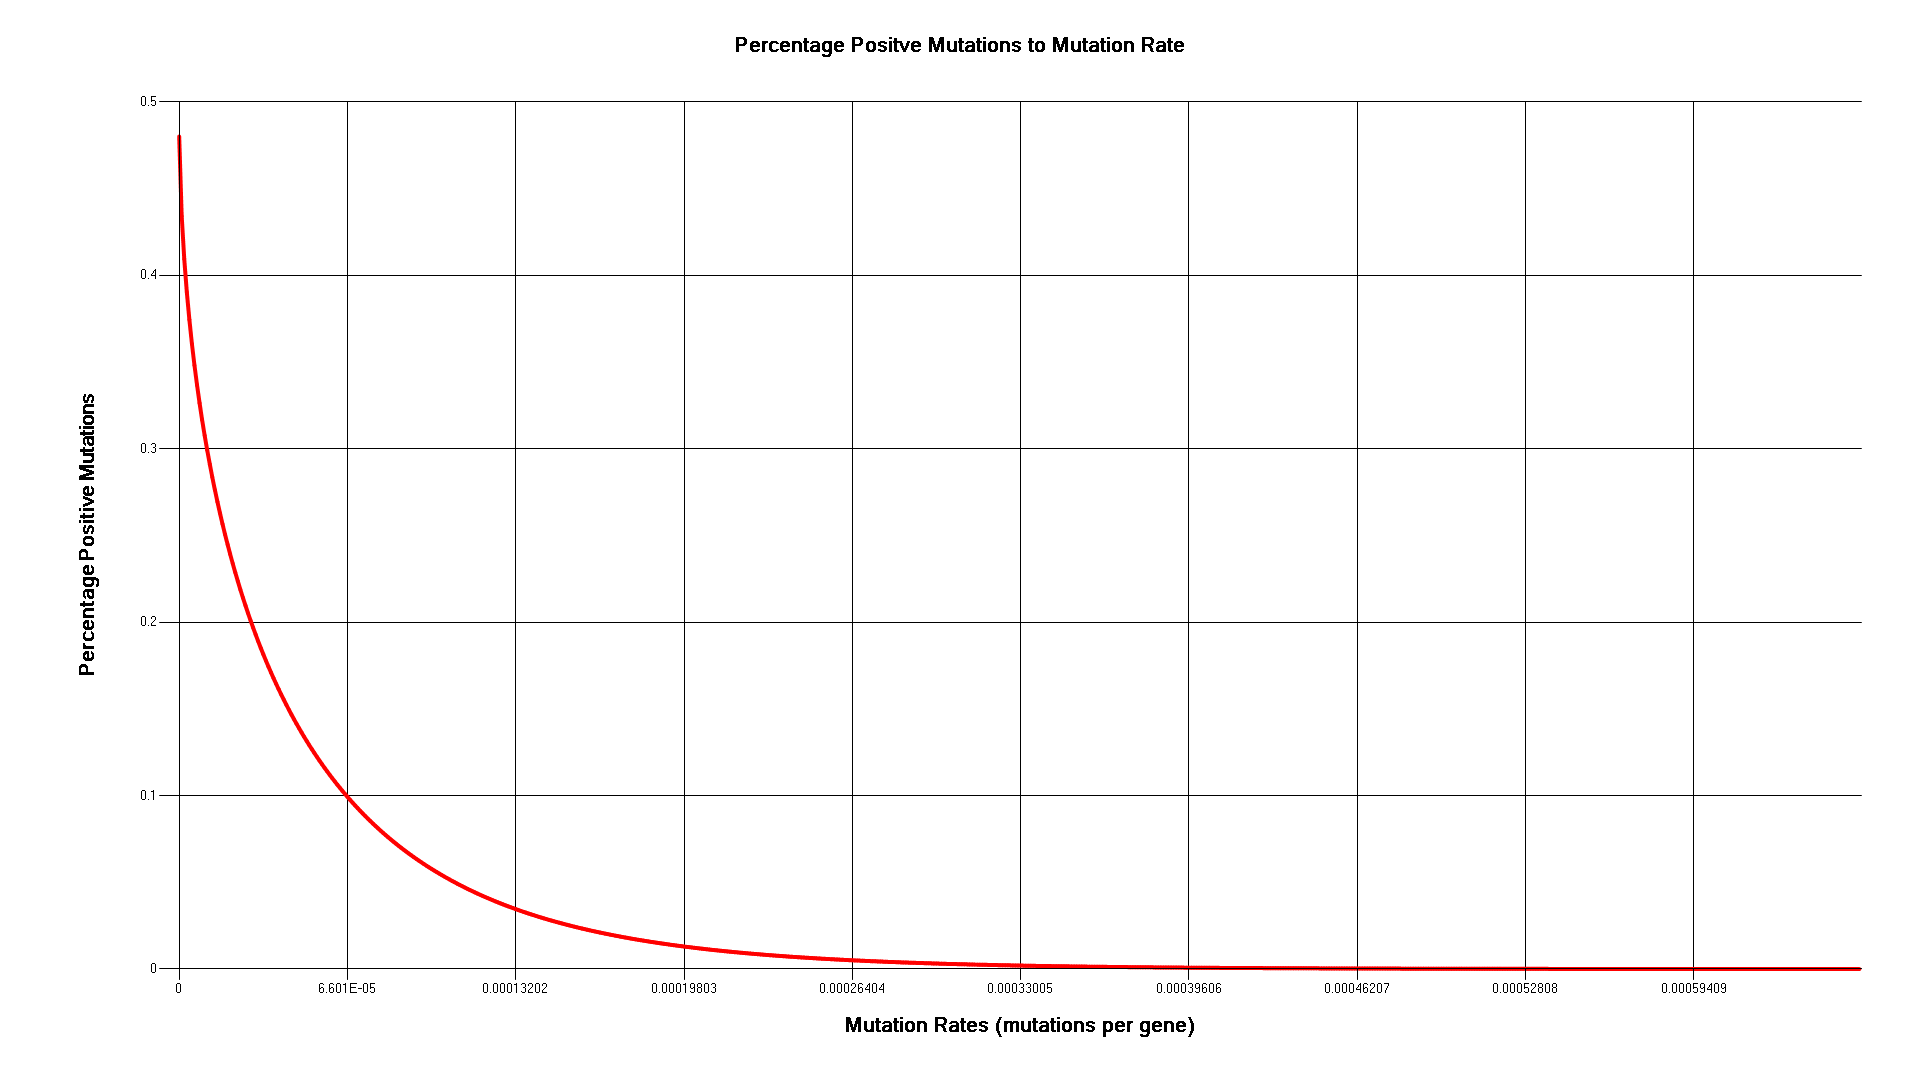 Percentage Positve Mutations to Mutation Rate
0.5
0.4
0.3
0.2
0.1
0
Percentage Positive Mutations
0 6.601E-05 0.00013202 0.00019803 0.00026404 0.00033005 0.00039606 0.00046207 0.00052808 0.00059409
Mutation Rates (mutations per gene)